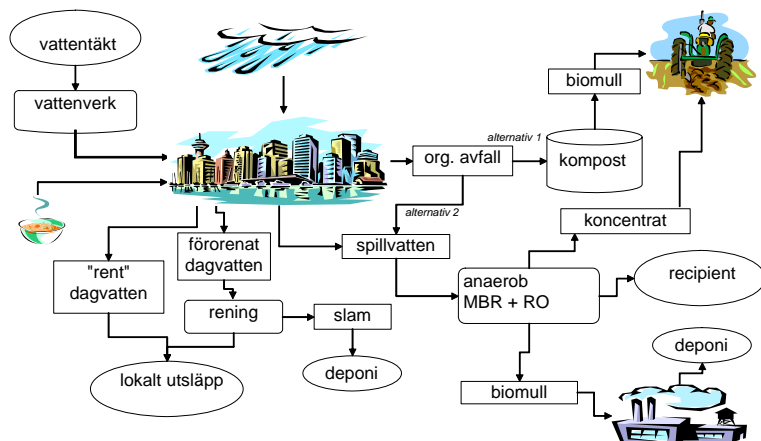 vattentäkt
vattenverk
biomull
alternativ 1
org. avfall
kompost
alternativ 2
koncentrat
förorenat
dagvatten
spillvatten
"rent"
dagvatten
anaerob
MBR + RO
recipient
rening
slam
deponi
lokalt utsläpp
deponi
biomull